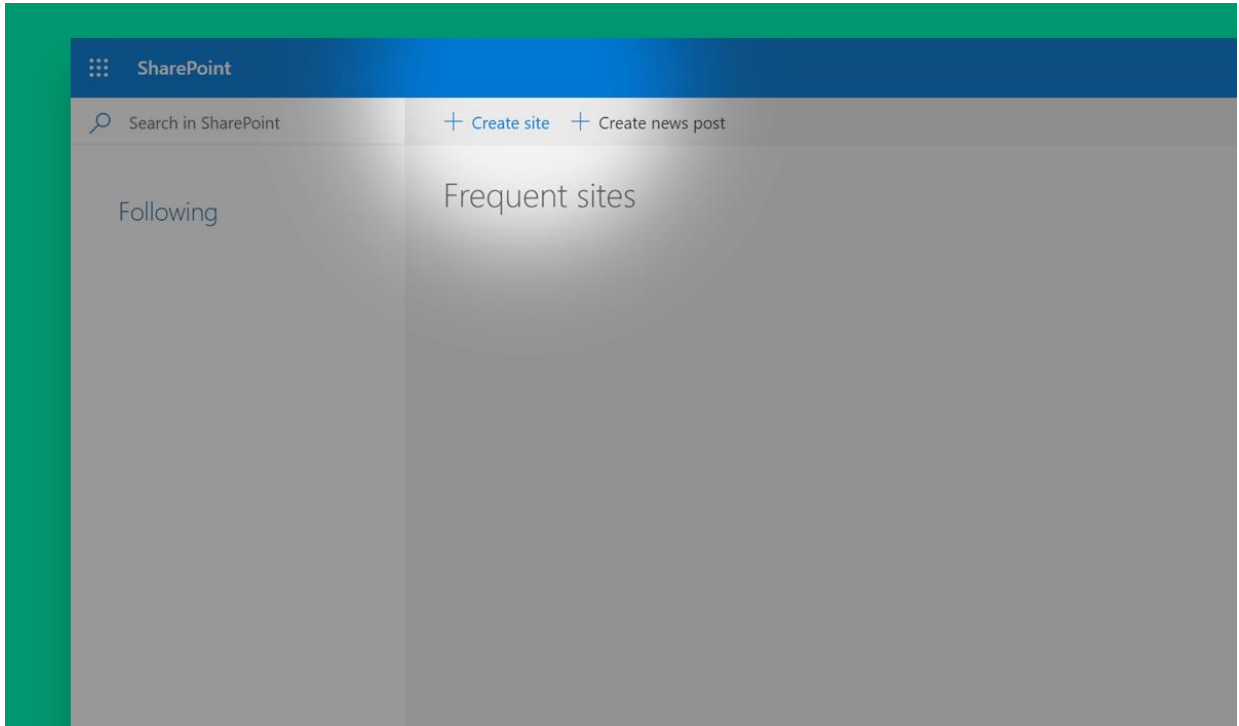 SharePoint
Search in SharePoint
+ Create site + Create news post
Following
Frequent sites